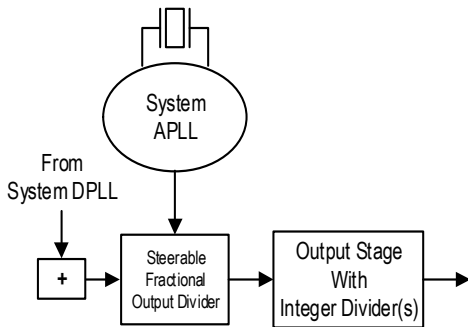 System
APLL
From
System DPLL
+
Steerable
Fractional
Output Divider
Output Stage
With
Integer Divider(s)